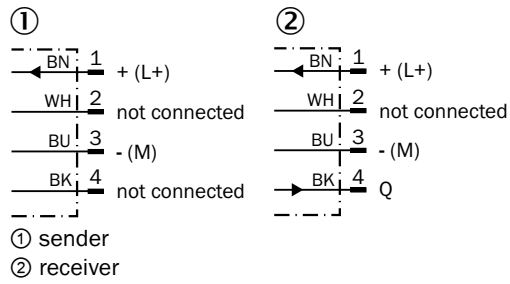 ① ②
BN 1 + (L+) BN 1 + (L+)
WH 2 not connected WH 2 not connected
BU 3 - (M) BU 3 - (M)
BK 4 not connected BK 4 Q
① sender
② receiver